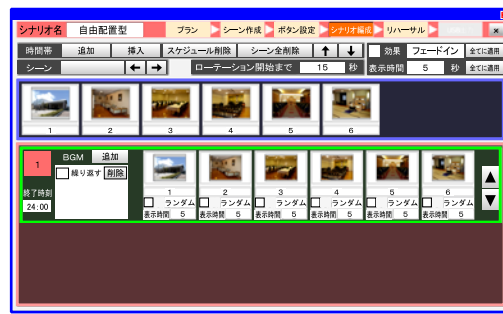 シナリオ名 自由配置型 プラン シーン作成 ボタン設定 シナリオ編成 リハーサル ×
時間帯 追加 挿入 スケジュール削除 シーン全削除 ↑ ↓ 効果 フェードイン 全てに適用
シーン ← → ローテーション開始まで 15 秒 表示時間 5 秒 全てに適用
1 2 3 4 5 6
1 BGM 追加
繰り返す 削除
終了時刻
24:00
1 2 3 4 5 6
ランダム ランダム ランダム ランダム ランダム ランダム
表示時間 5 表示時間 5 表示時間 5 表示時間 5 表示時間 5 表示時間 5
▲
▼